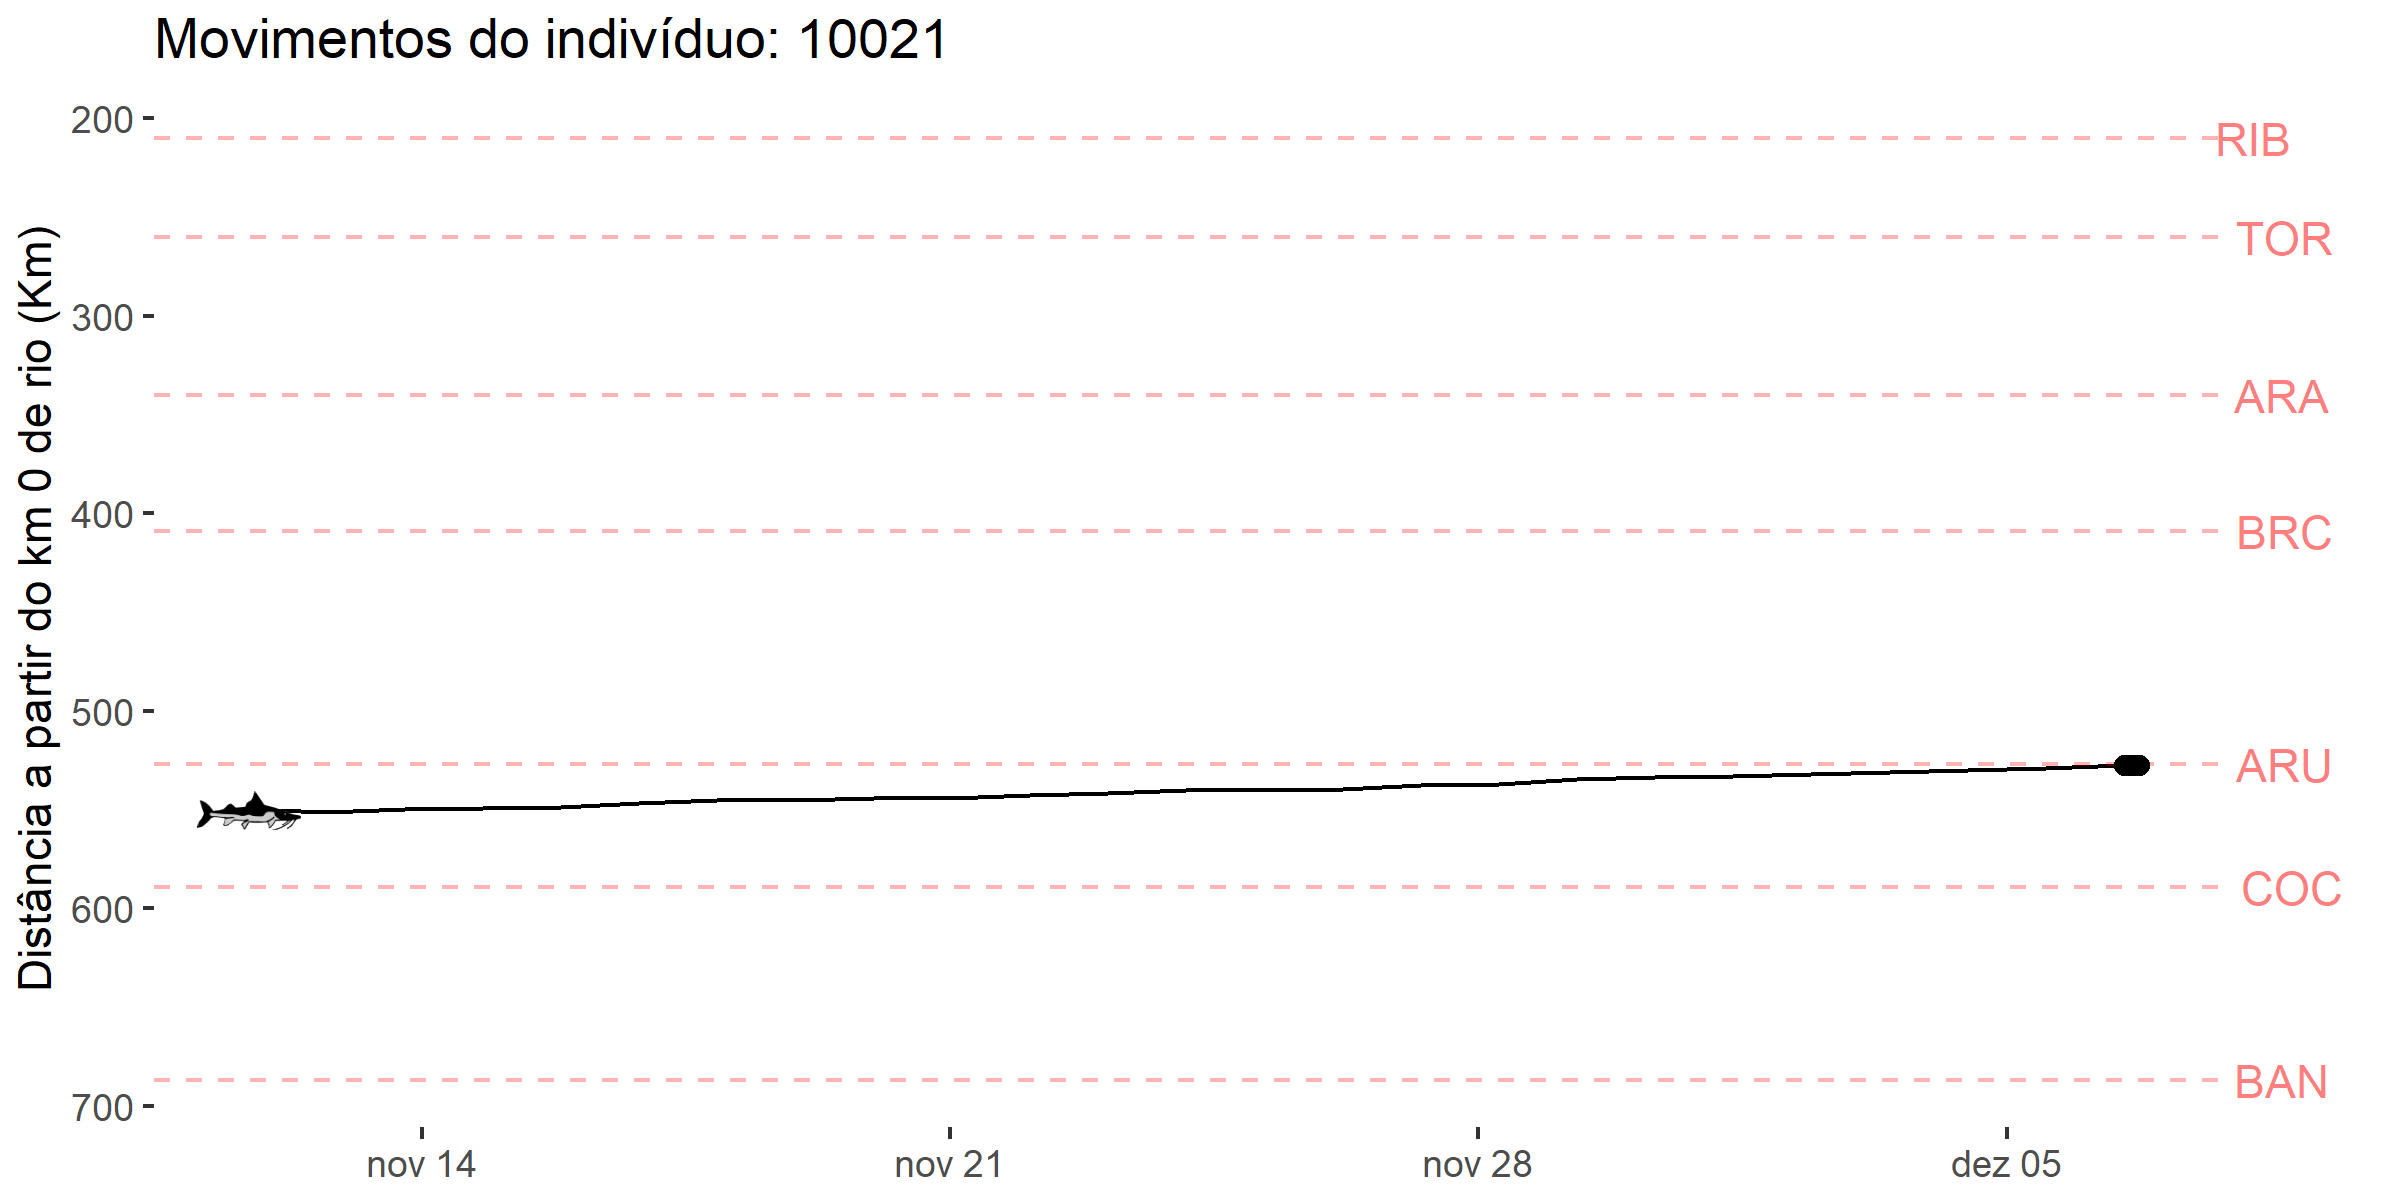 Movimentos do indivíduo: 10021
Distância a partir do km 0 de rio (Km)
200
300
400
500
600
700
RIB
TOR
ARA
BRC
ARU
COC
BAN
nov 14
nov 21
nov 28
dez 05